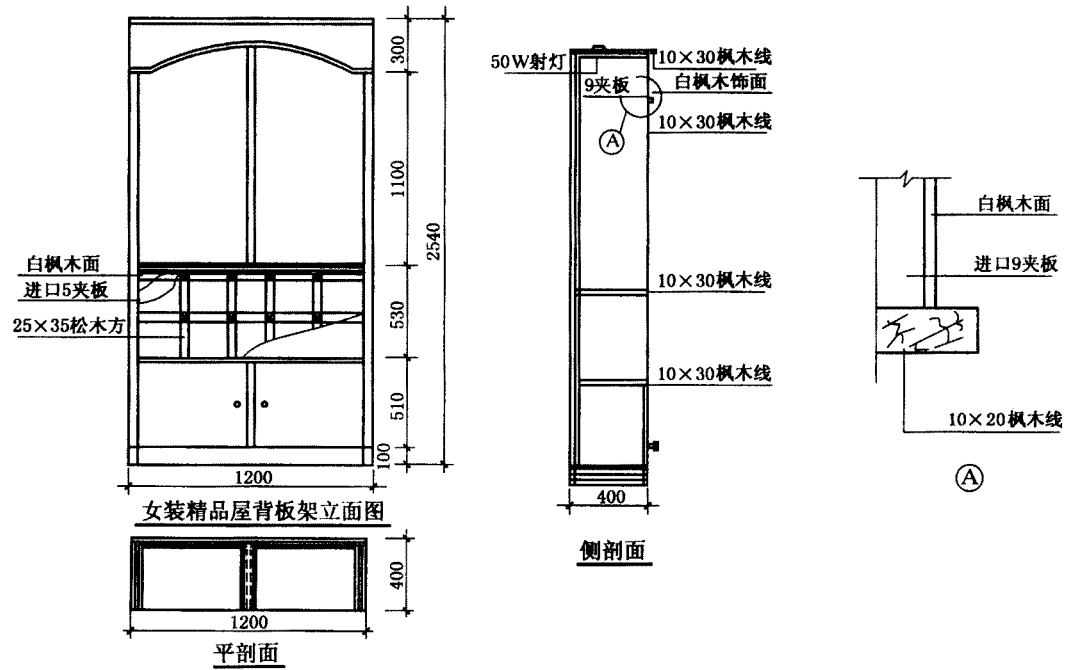 300
1100
2540
530
510
100
白枫木面
进口5夹板
25×35松木方
1200
女装精品屋背板架立面图
400
1200
平剖面
50W射灯
10×30枫木线
9夹板
白枫木饰面
A
10×30枫木线
10×30枫木线
10×30枫木线
400
侧剖面
白枫木面
进口9夹板
10×20枫木线
A